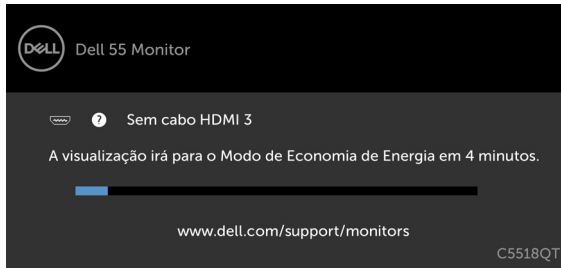 DELL
Dell 55 Monitor
? Sem cabo HDMI 3
A visualização irá para o Modo de Economia de Energia em 4 minutos.
www.dell.com/support/monitors
C5518QT